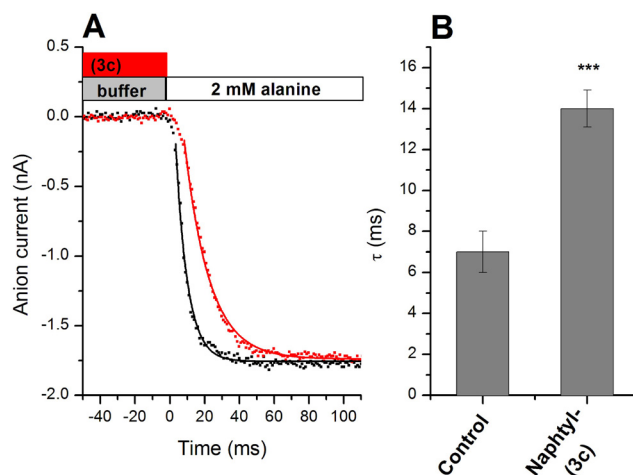 A
B
(3c)
buffer
2 mM alanine
0.5
0.0
-0.5
-1.0
-1.5
-2.0
Anion current (nA)
-40 -20 0 20 40 60 80 100
Time (ms)
16
14
12
10
8
6
4
2
0
τ (ms)
***
Control
Naphtyl-
(3c)